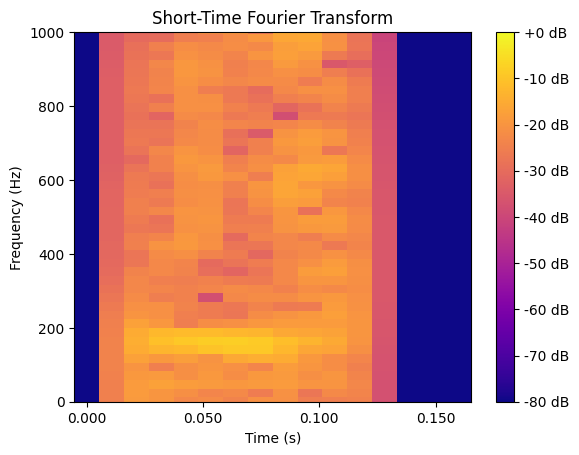 Short-Time Fourier Transform
1000
800
600
400
200
0
Frequency (Hz)
0.000
0.050
0.100
0.150
Time (s)
+0 dB
-10 dB
-20 dB
-30 dB
-40 dB
-50 dB
-60 dB
-70 dB
-80 dB